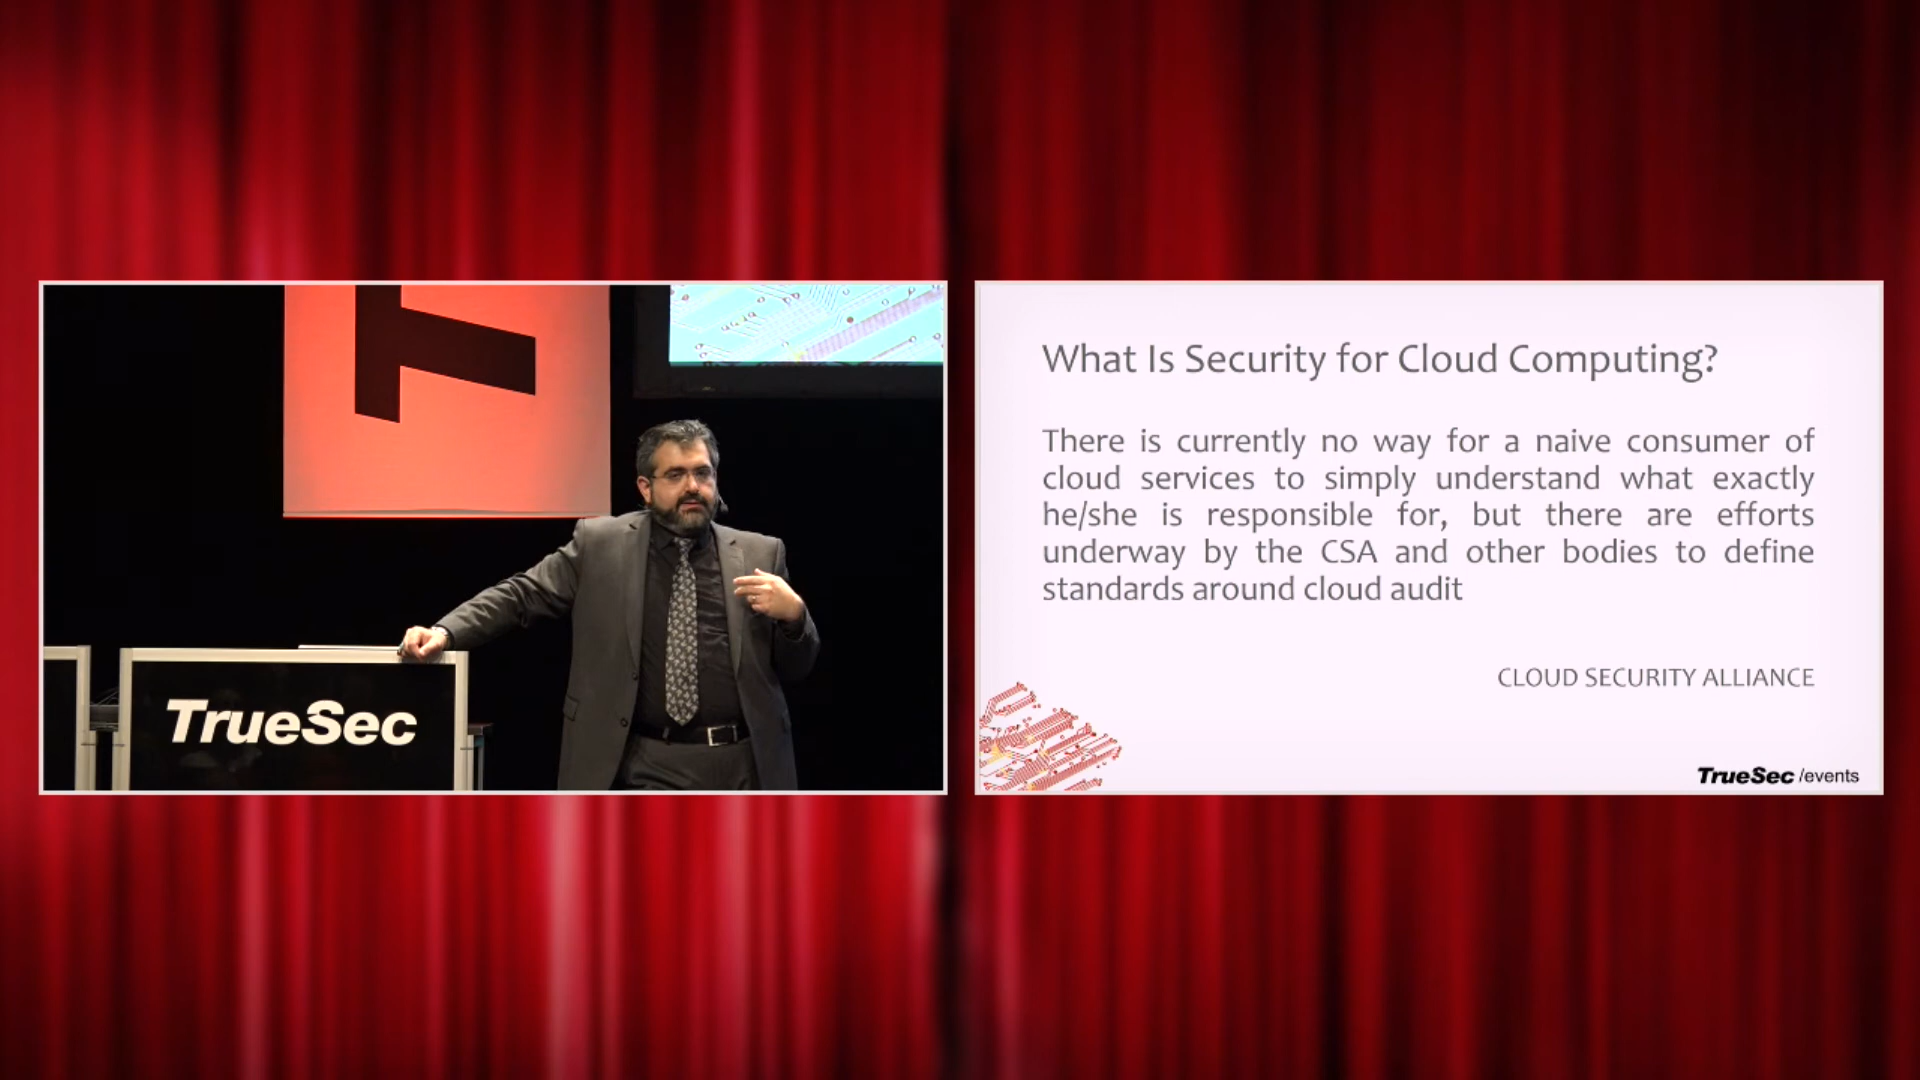 TrueSec
What Is Security for Cloud Computing?
There is currently no way for a naive consumer of
cloud services to simply understand what exactly
he/she is responsible for, but there are efforts
underway by the CSA and other bodies to define
standards around cloud audit
CLOUD SECURITY ALLIANCE
TrueSec /events